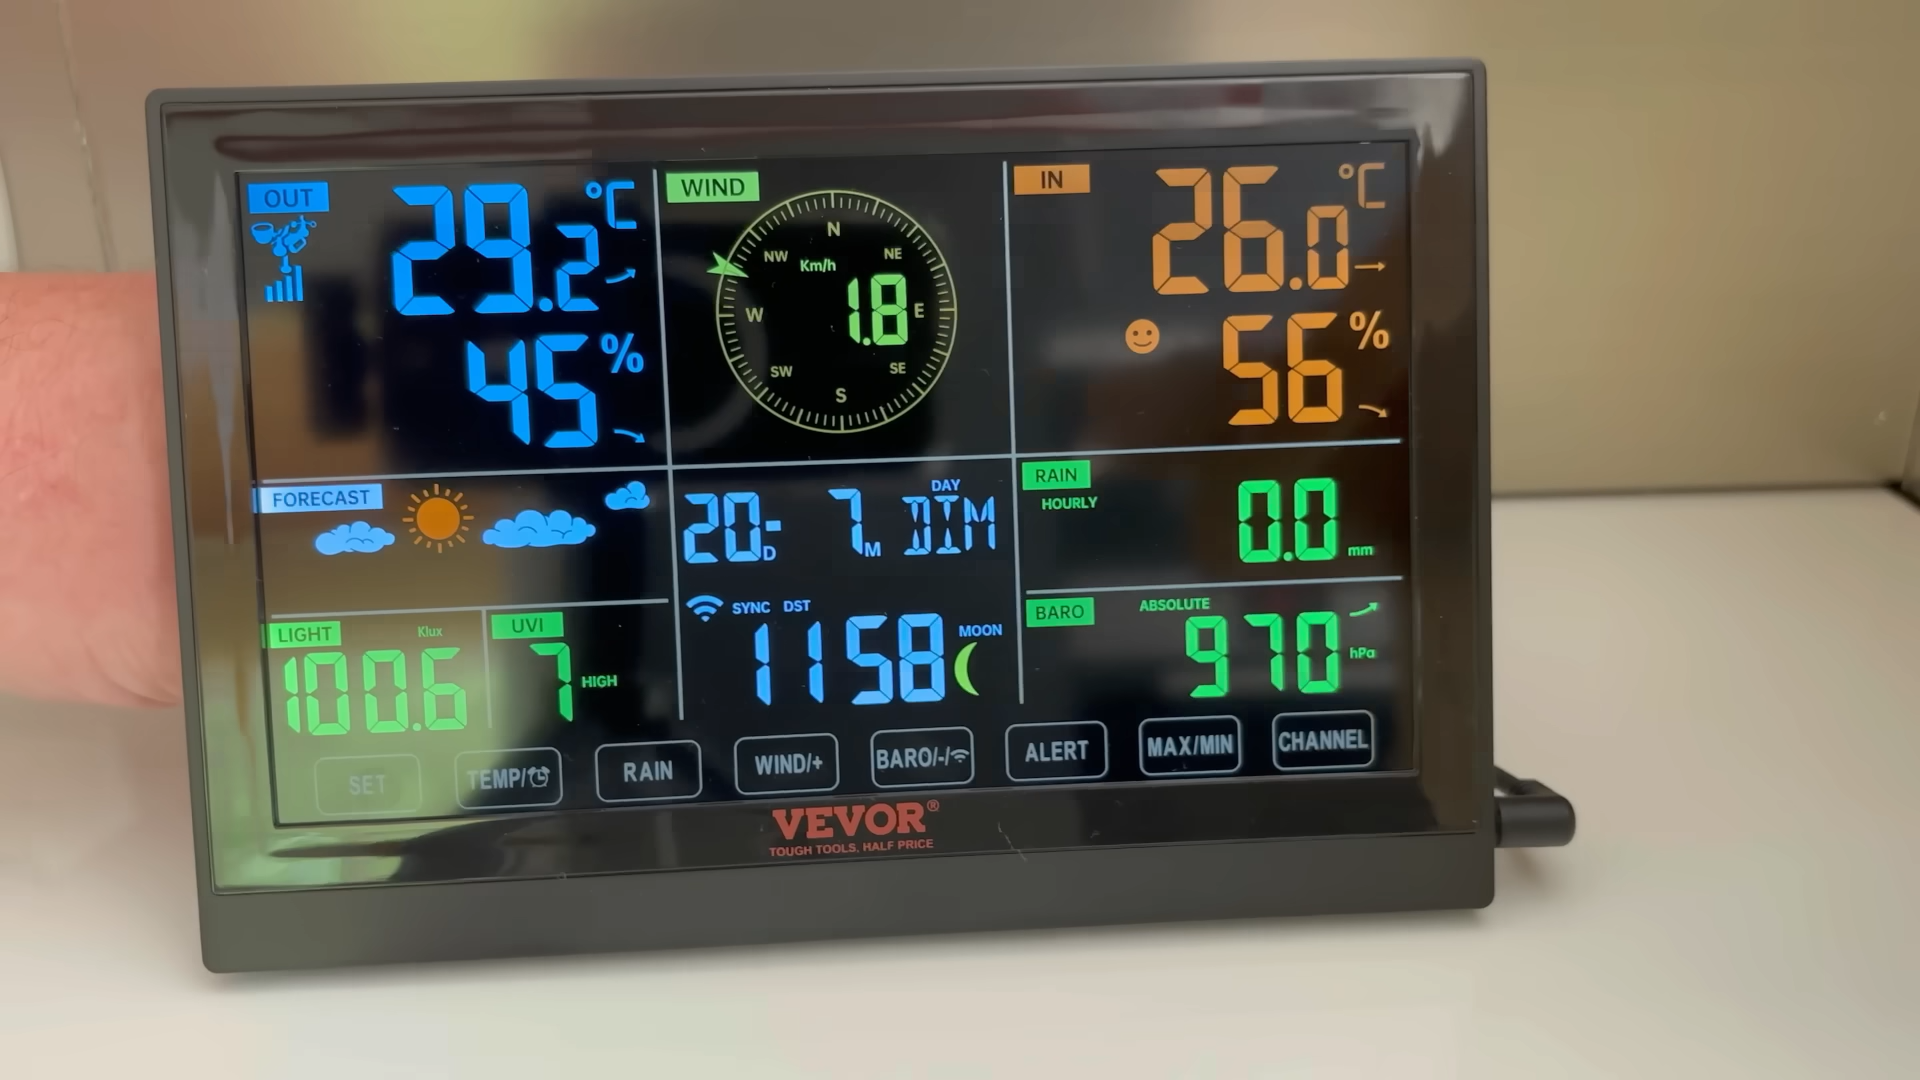 OUT
29.2 °C
45 %
WIND
N
NW
NE
Km/h
1.8
W
E
SW
SE
S
IN
26.0 °C
56 %
FORECAST
DAY
20-D 7M DIM
RAIN
HOURLY
0.0 mm
LIGHT Klux
100.6
UVI
7 HIGH
SYNC DST
11 58
MOON
BARO ABSOLUTE
970 hPa
SET TEMP/ RAIN WIND/+ BARO/-/ ALERT MAX/MIN CHANNEL
VEVOR®
TOUGH TOOLS, HALF PRICE